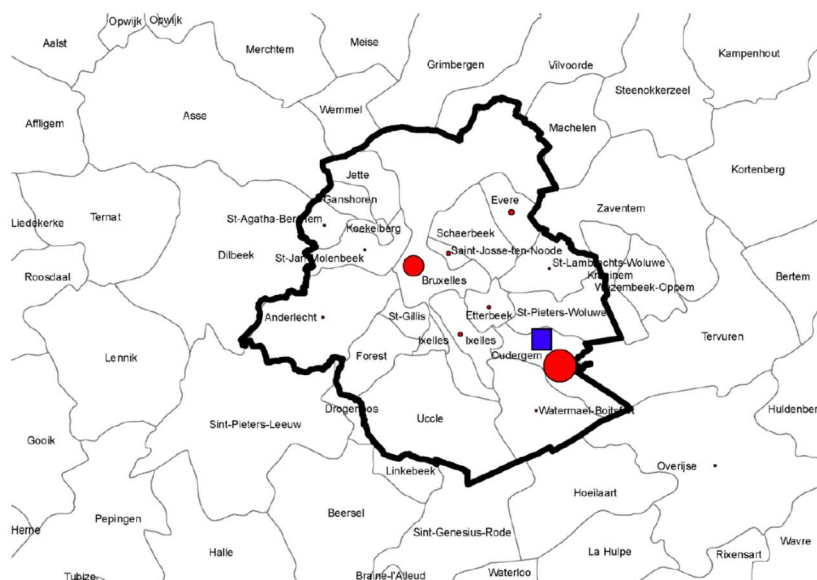 Opwijk
Opwijk
Aalst
Merchtem
Meise
Grimbergen
Vilvoorde
Kampenhout
Steenokkerzeel
Affligem
Asse
Wemmel
Machelen
Kortenberg
Jette
Ganshoren
Evere
Zaventem
Liedekerke
Ternat
St-Agatha-Berchem
Koekelberg
Schaerbeek
Saint-Josse-ten-Noode
Dilbeek
St-Jan-Molenbeek
St-Lambrechts-Woluwe
Kraainem
Wezembeek-Oppem
Bertem
Roosdaal
Bruxelles
Anderlecht
St-Gillis
Etterbeek
St-Pieters-Woluwe
Tervuren
Lennik
Forest
Ixelles
Ixelles
Oudergem
Drogenbos
Uccle
Watermael-Boitsfort
Huldenberg
Sint-Pieters-Leeuw
Gooik
Linkebeek
Overijse
Hoeilaart
Pepingen
Beersel
Sint-Genesius-Rode
Herne
Halle
La Hulpe
Rixensart
Wavre
Tubize
Braine-l'Alleud
Waterloo